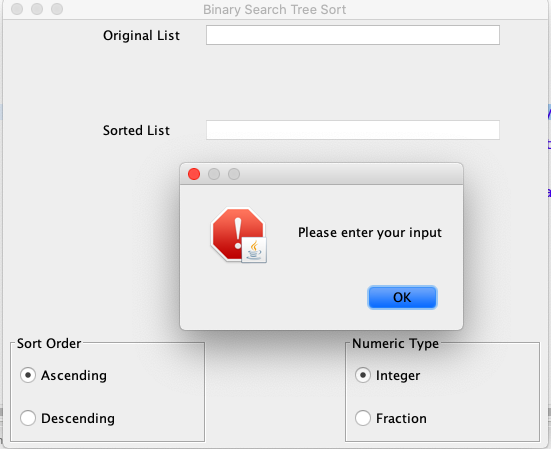 Binary Search Tree Sort
Original List
Sorted List
Please enter your input
OK
Sort Order
Ascending
Descending
Numeric Type
Integer
Fraction